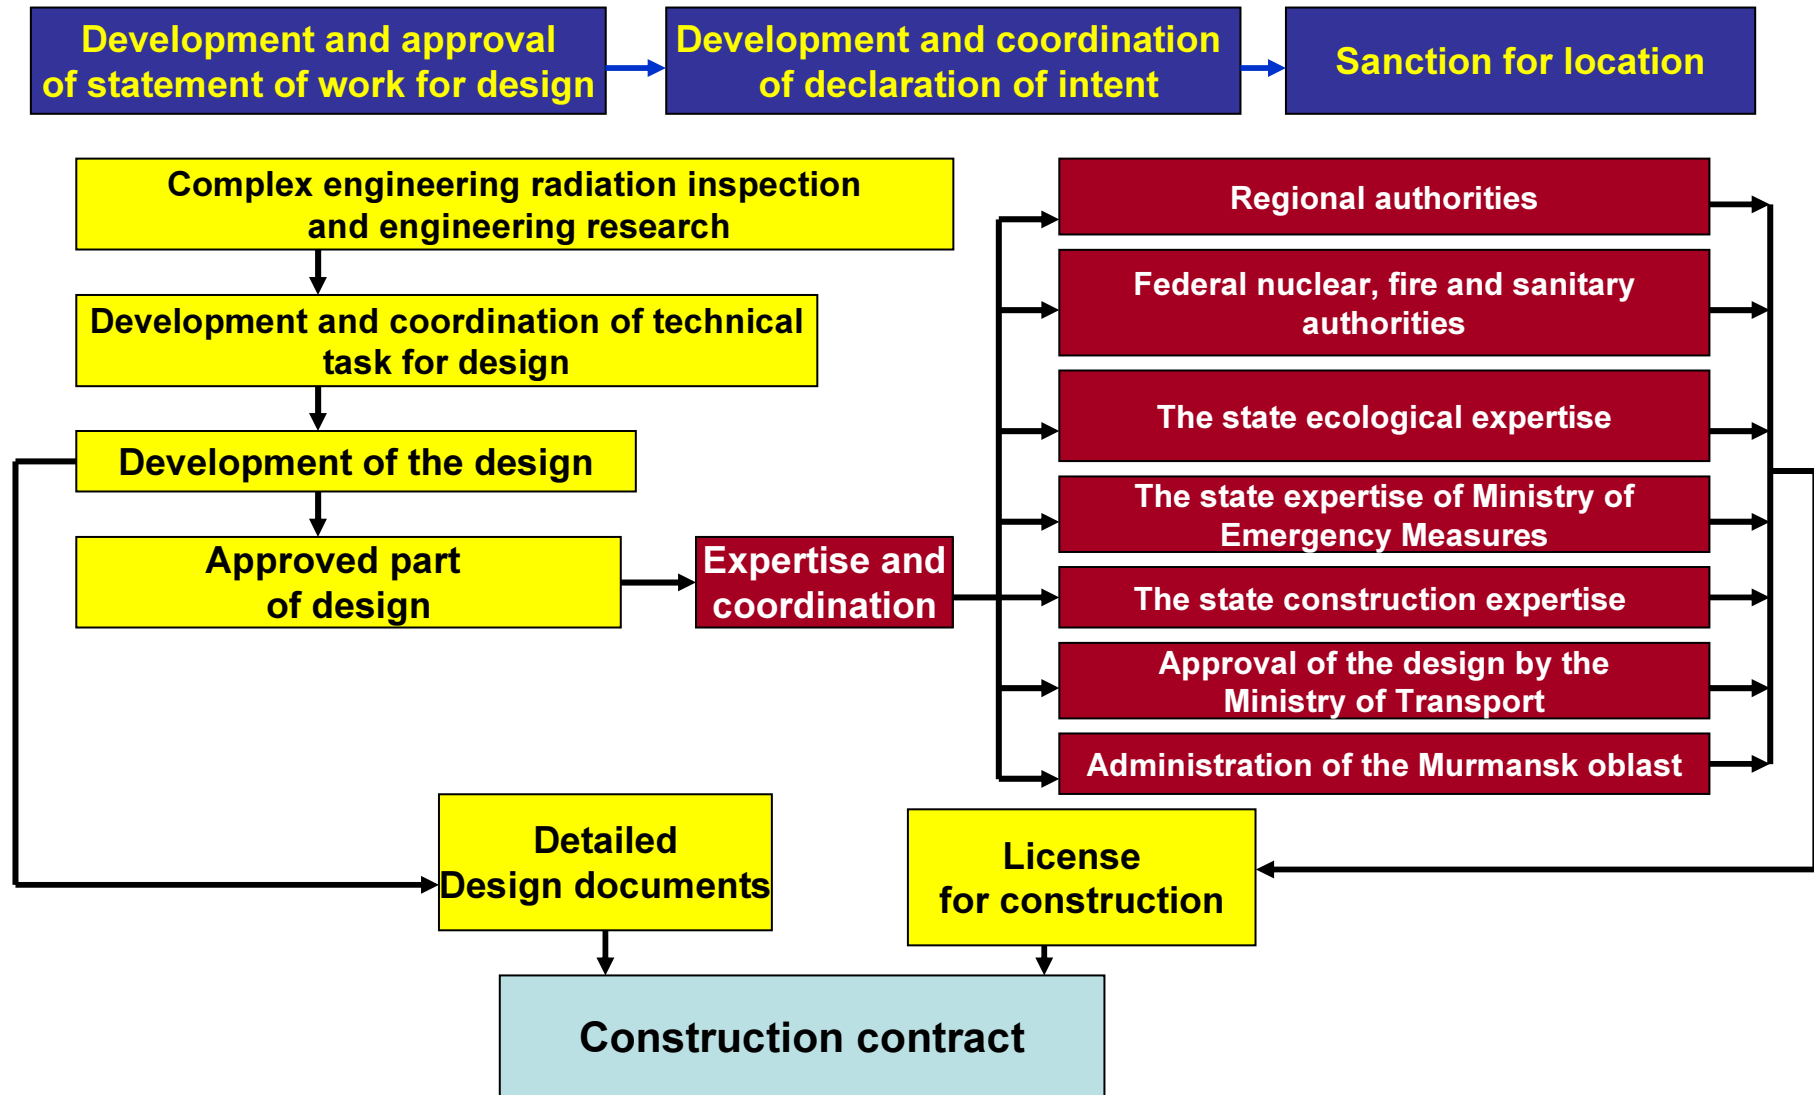 Development and approval
of statement of work for design
Development and coordination
of declaration of intent
Sanction for location
Complex engineering radiation inspection
and engineering research
Development and coordination of technical
task for design
Development of the design
Approved part
of design
Expertise and
coordination
Regional authorities
Federal nuclear, fire and sanitary
authorities
The state ecological expertise
The state expertise of Ministry of
Emergency Measures
The state construction expertise
Approval of the design by the
Ministry of Transport
Administration of the Murmansk oblast
Detailed
Design documents
License
for construction
Construction contract